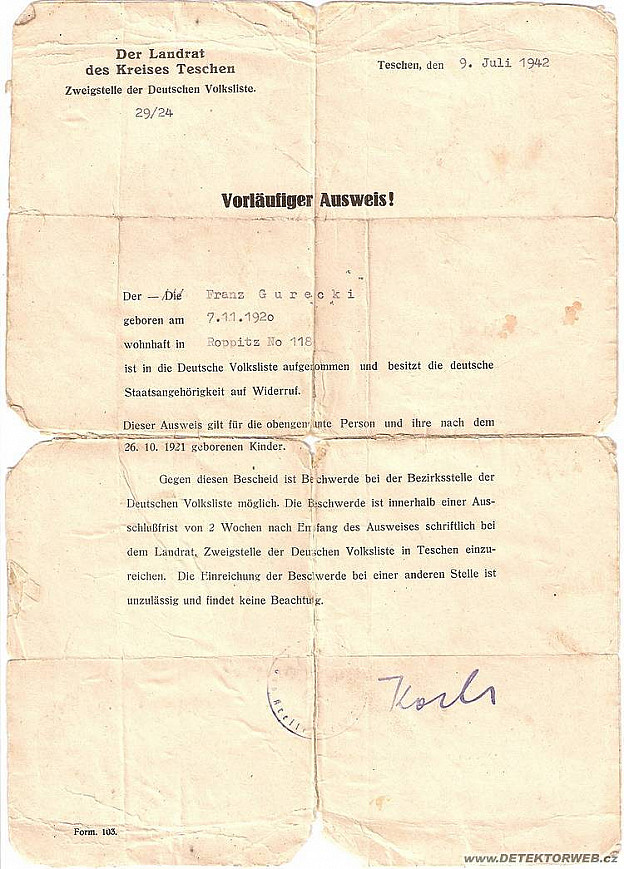 Der Landrat
des Kreises Teschen
Zweigstelle der Deutschen Volksliste.
29/24
Teschen, den 9. Juli 1942
Vorläufiger Ausweis!
Der — Die Franz Gurecki
geboren am 7.11.1920
wohnhaft in Roppitz No 118
ist in die Deutsche Volksliste aufgenommen und besitzt die deutsche
Staatsangehörigkeit auf Widerruf.
Dieser Ausweis gilt für die obengenannte Person und ihre nach dem
26. 10. 1921 geborenen Kinder.
Gegen diesen Bescheid ist Beschwerde bei der Bezirksstelle der
Deutschen Volksliste möglich. Die Beschwerde ist innerhalb einer Aus-
schlußfrist von 2 Wochen nach Empfang des Ausweises schriftlich bei
dem Landrat, Zweigstelle der Deutschen Volksliste in Teschen einzu-
reichen. Die Einreichung der Beschwerde bei einer anderen Stelle ist
unzulässig und findet keine Beachtung.
Form. 103.
www.DETEKTORWEB.cz